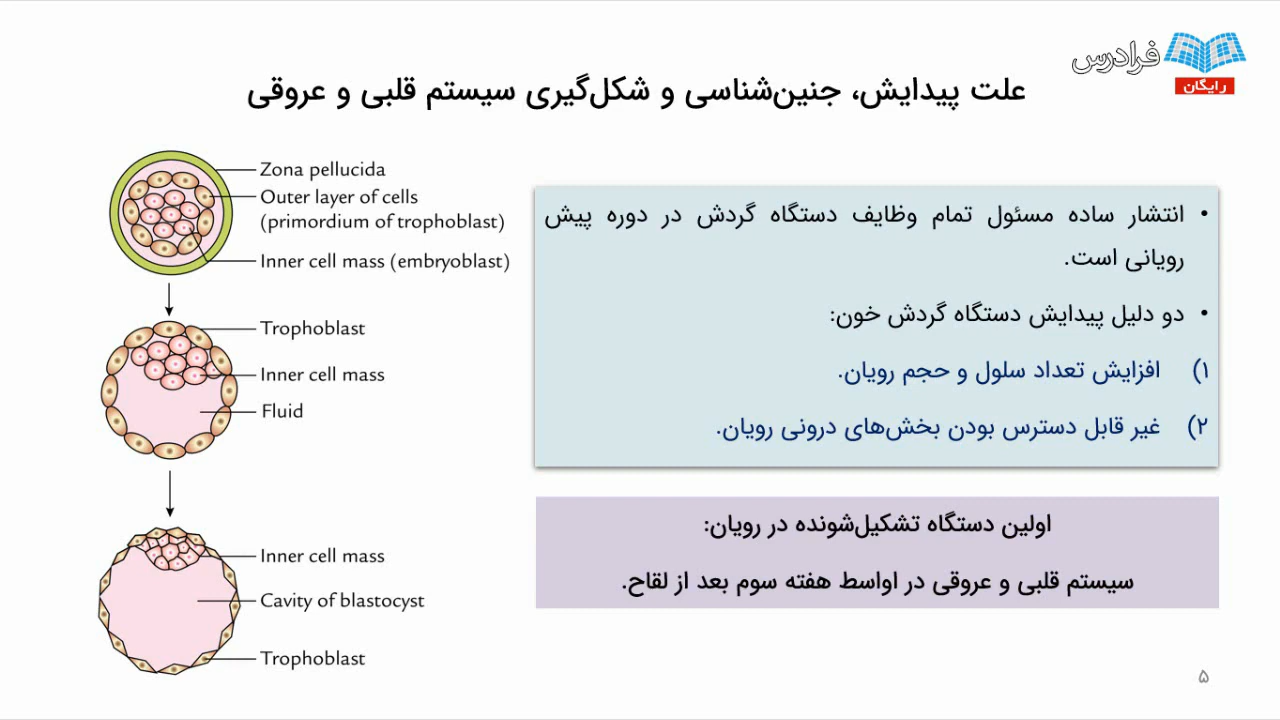 فرادرس
رایگان
علت پیدایش، جنین‌شناسی و شکل‌گیری سیستم قلبی و عروقی
• انتشار ساده مسئول تمام وظایف دستگاه گردش در دوره پیش
رویانی است.
• دو دلیل پیدایش دستگاه گردش خون:
۱) افزایش تعداد سلول و حجم رویان.
۲) غیر قابل دسترس بودن بخش‌های درونی رویان.
اولین دستگاه تشکیل‌شونده در رویان:
سیستم قلبی و عروقی در اواسط هفته سوم بعد از لقاح.
Zona pellucida
Outer layer of cells
(primordium of trophoblast)
Inner cell mass (embryoblast)
Trophoblast
Inner cell mass
Fluid
Inner cell mass
Cavity of blastocyst
Trophoblast
۵